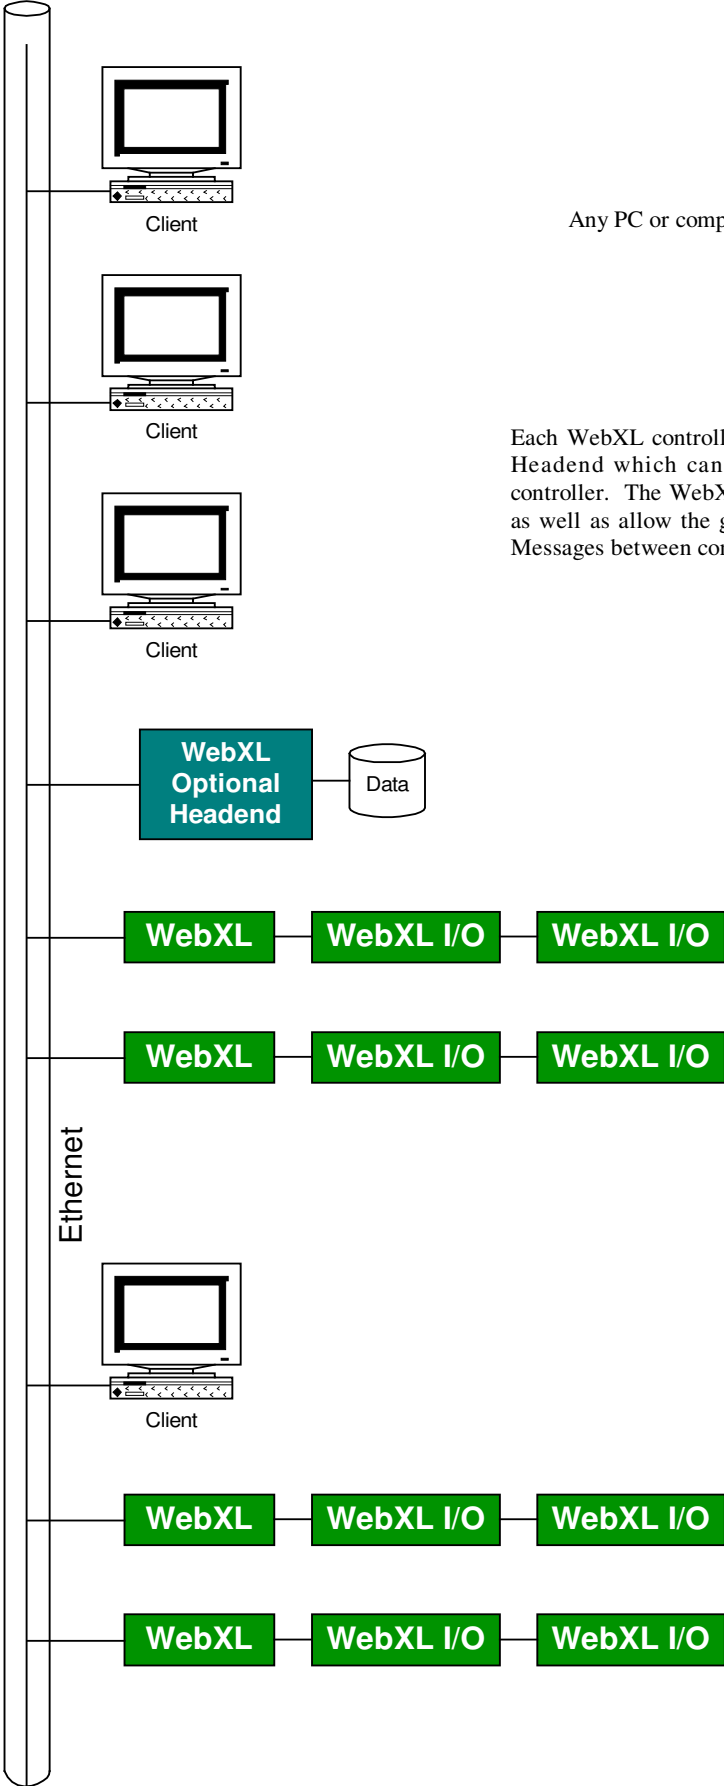 Client
Any PC or comp
Client
Each WebXL controll
Headend which can
controller. The WebX
as well as allow the g
Messages between con
Client
WebXL
Optional
Headend
Data
WebXL WebXL I/O WebXL I/O
WebXL WebXL I/O WebXL I/O
Ethernet
Client
WebXL WebXL I/O WebXL I/O
WebXL WebXL I/O WebXL I/O